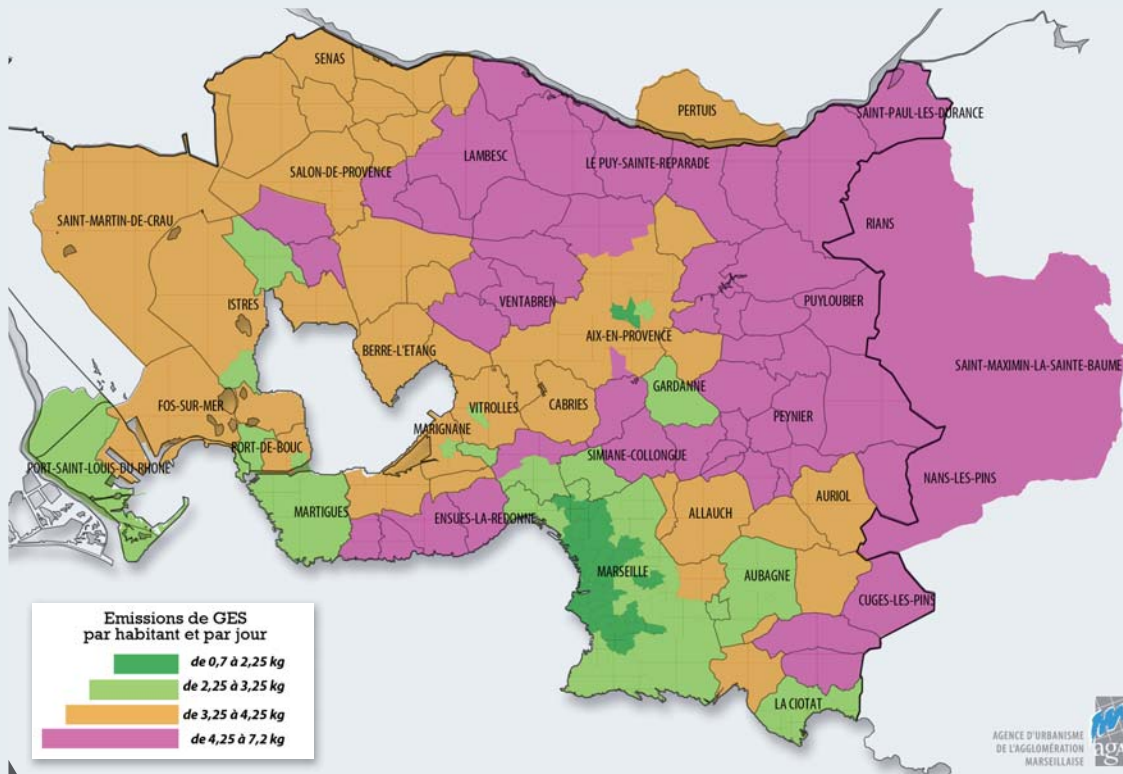 SENAS
PERTUIS
SAINT-PAUL-LES-DURANCE
LAMBESC
LE PUY-SAINTE-REPARADE
SALON-DE-PROVENCE
SAINT-MARTIN-DE-CRAU
RIANS
ISTRES
VENTABREN
PUYLOUBIER
AIX-EN-PROVENCE
BERRE-L'ETANG
SAINT-MAXIMIN-LA-SAINTE-BAUME
GARDANNE
FOS-SUR-MER
VITROLLES
CABRIES
PEYNIER
MARIGNANE
PORT-DE-BOUC
SIMIANE-COLLONGUE
PORT-SAINT-LOUIS-DU-RHONE
NANS-LES-PINS
AURIOL
MARTIGUES
ENSUES-LA-REDONNE
ALLAUCH
MARSEILLE
AUBAGNE
CUGES-LES-PINS
LA CIOTAT
Emissions de GES
par habitant et par jour
de 0,7 à 2,25 kg
de 2,25 à 3,25 kg
de 3,25 à 4,25 kg
de 4,25 à 7,2 kg
AGENCE D'URBANISME
DE L'AGGLOMÉRATION
MARSEILLAISE